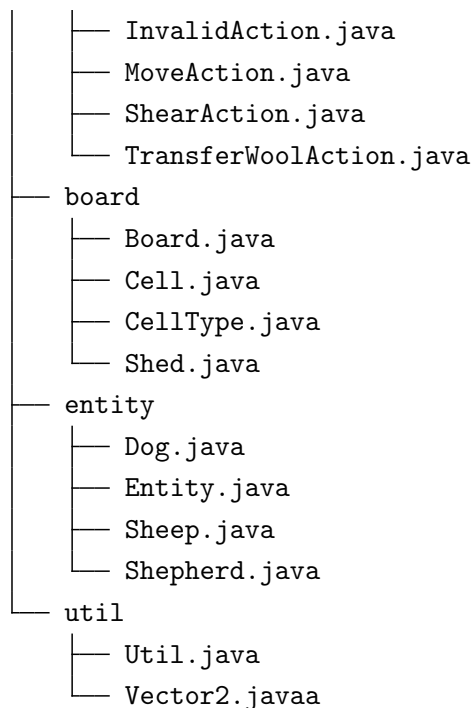 InvalidAction.java
MoveAction.java
ShearAction.java
TransferWoolAction.java
board
Board.java
Cell.java
CellType.java
Shed.java
entity
Dog.java
Entity.java
Sheep.java
Shepherd.java
util
Util.java
Vector2.javaa